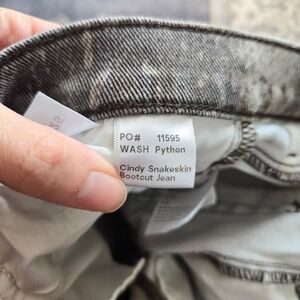 PO# 11595
WASH Python
Cindy Snakeskin
Bootcut Jean